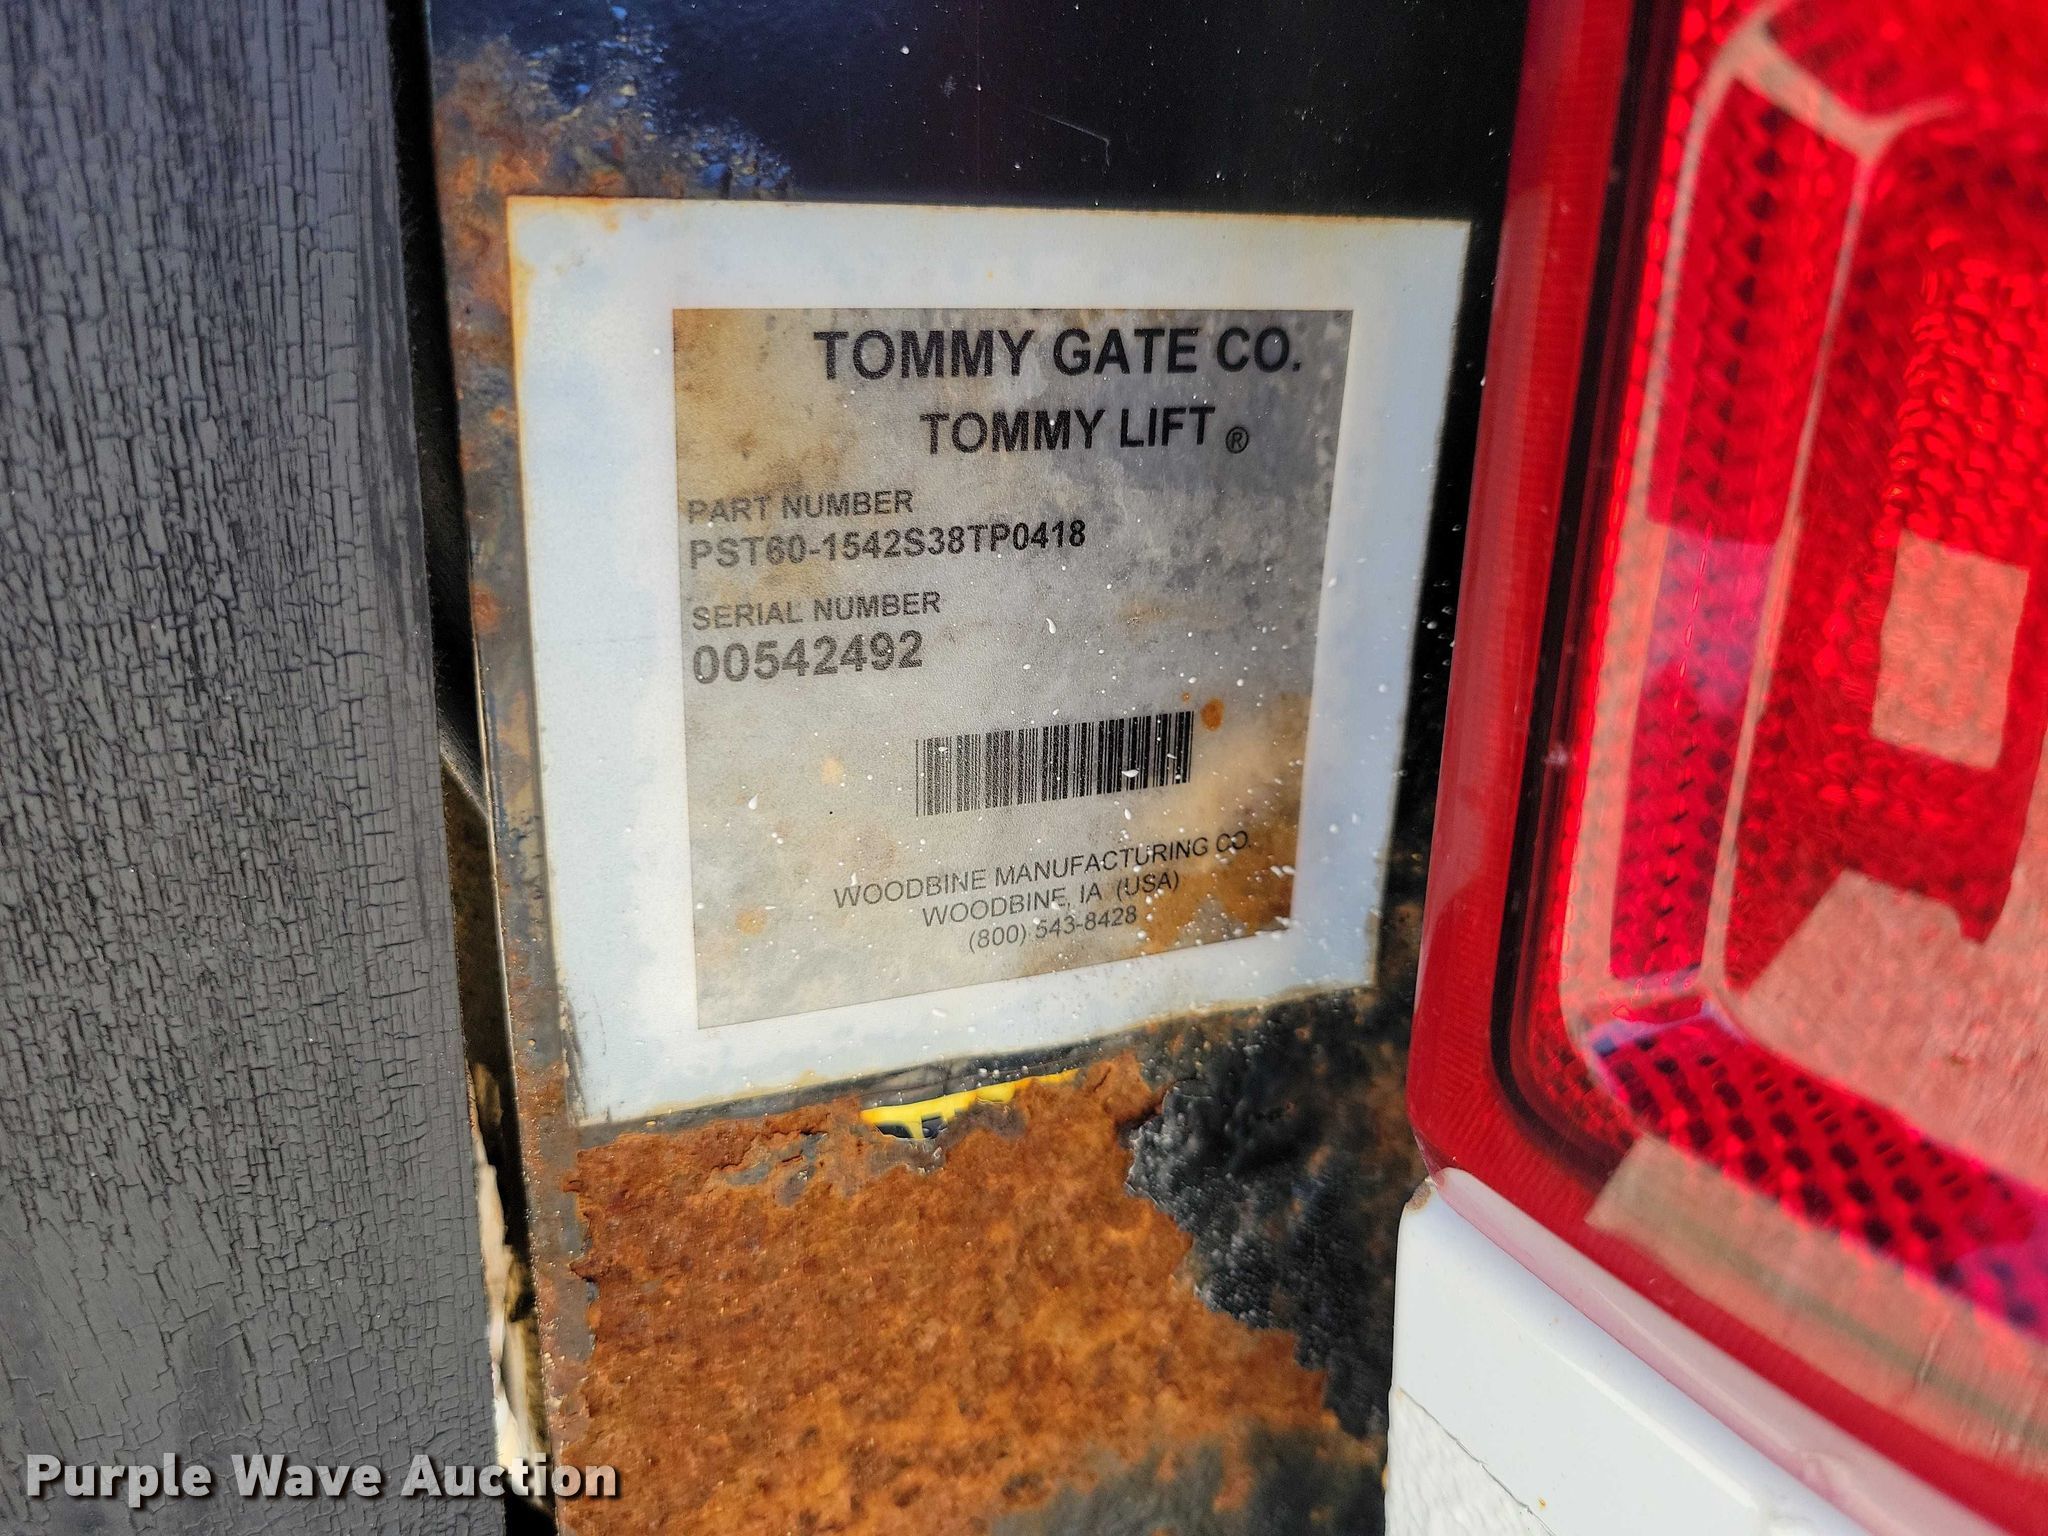 TOMMY GATE CO.
TOMMY LIFT ®
PART NUMBER
PST60-1542S38TP0418
SERIAL NUMBER
00542492
WOODBINE MANUFACTURING CO.
WOODBINE, IA (USA)
(800) 543-8428
Purple Wave Auction